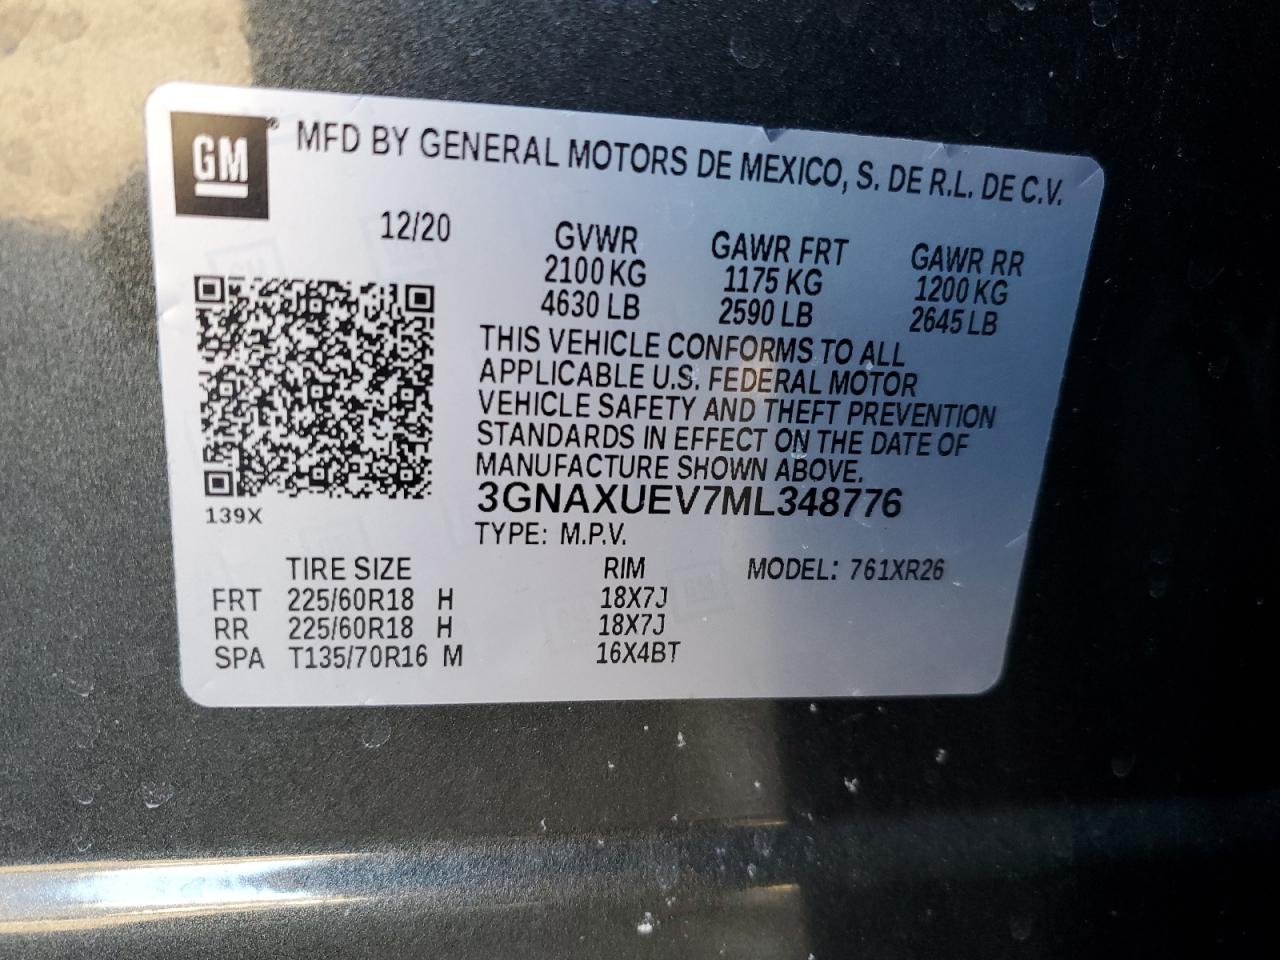 GM® MFD BY GENERAL MOTORS DE MEXICO, S. DE R.L. DE C.V.
12/20 GVWR GAWR FRT GAWR RR
2100 KG 1175 KG 1200 KG
4630 LB 2590 LB 2645 LB
THIS VEHICLE CONFORMS TO ALL
APPLICABLE U.S. FEDERAL MOTOR
VEHICLE SAFETY AND THEFT PREVENTION
STANDARDS IN EFFECT ON THE DATE OF
MANUFACTURE SHOWN ABOVE.
3GNAXUEV7ML348776
139X
TYPE: M.P.V.
TIRE SIZE RIM MODEL: 761XR26
FRT 225/60R18 H 18X7J
RR 225/60R18 H 18X7J
SPA T135/70R16 M 16X4BT